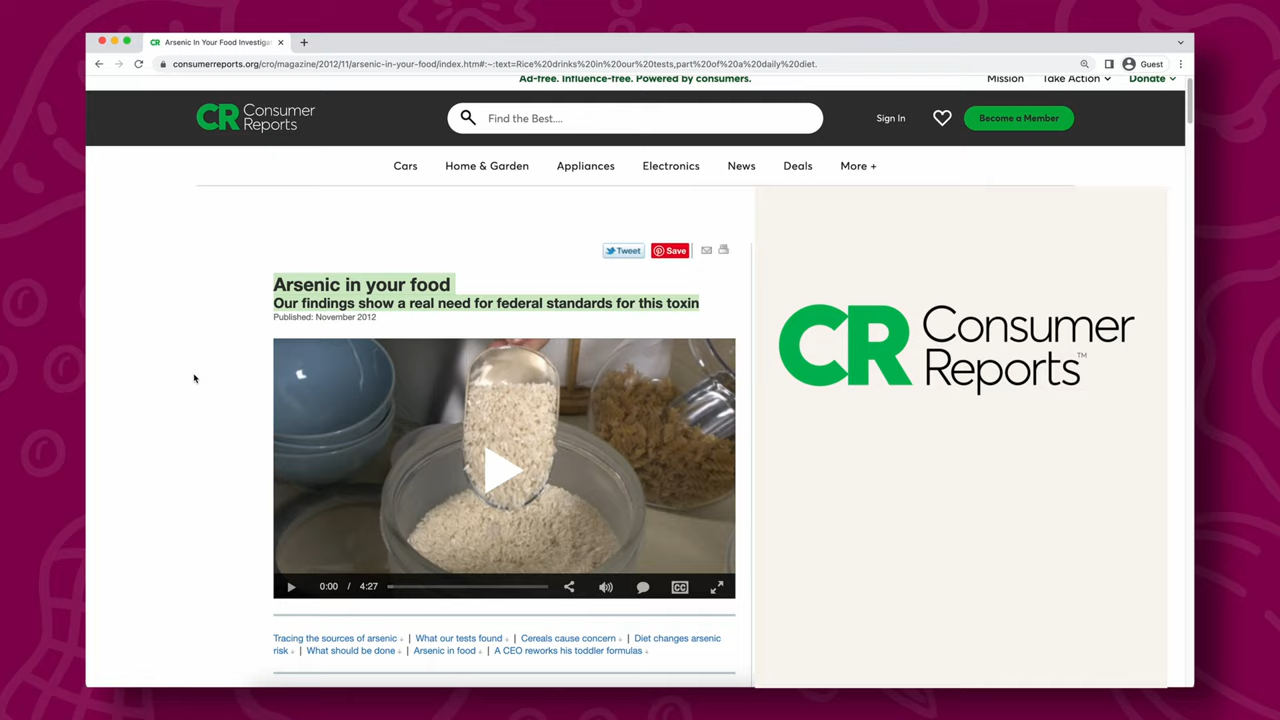 CR Arsenic In Your Food Investiga
consumerreports.org/cro/magazine/2012/11/arsenic-in-your-food/index.htm#:~:text=Rice%20drinks%20in%20our%20tests,part%20of%20a%20daily%20diet.
Guest
Ad-free. Influence-free. Powered by consumers.
Mission
Take Action
Donate
CR Consumer
Reports
Find the Best....
Sign In
Become a Member
Cars
Home & Garden
Appliances
Electronics
News
Deals
More +
Tweet
Save
Arsenic in your food
Our findings show a real need for federal standards for this toxin
Published: November 2012
CR Consumer
Reports™
0:00 / 4:27
CC
Tracing the sources of arsenic ↓ | What our tests found ↓ | Cereals cause concern ↓ | Diet changes arsenic
risk ↓ | What should be done ↓ | Arsenic in food ↓ | A CEO reworks his toddler formulas ↓